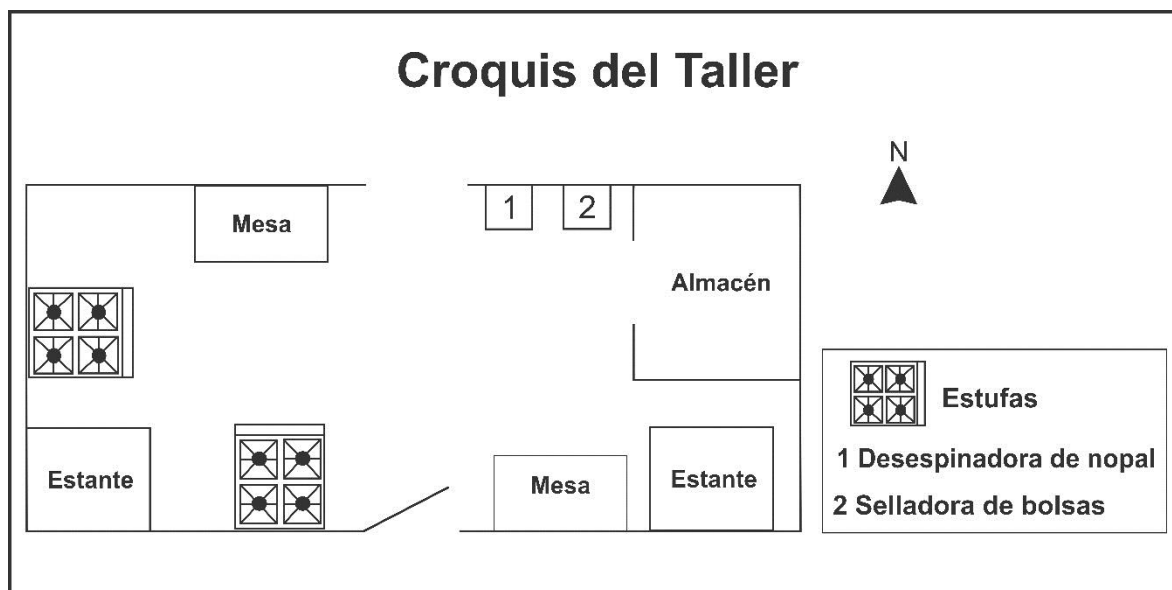 Croquis del Taller
N
Mesa
1
2
Almacén
Estufas
Estante
Mesa
Estante
1 Desespinadora de nopal
2 Selladora de bolsas